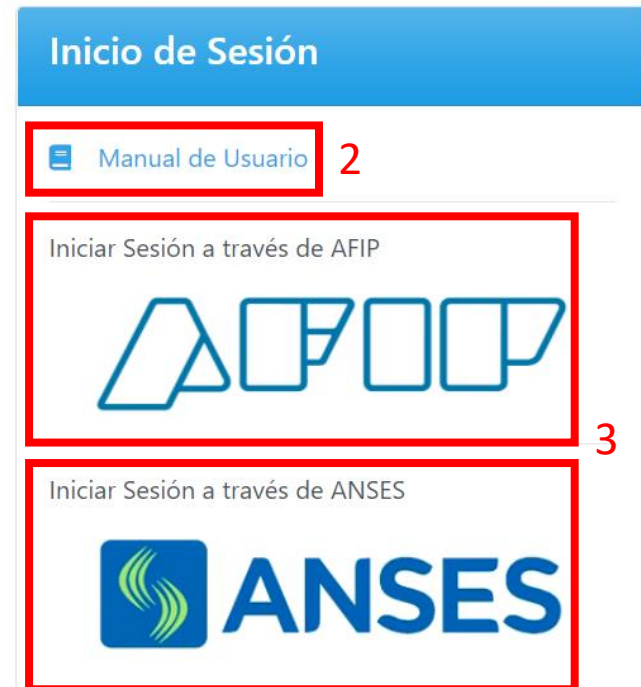 Inicio de Sesión
Manual de Usuario 2
Iniciar Sesión a través de AFIP
AFIP
3
Iniciar Sesión a través de ANSES
ANSES